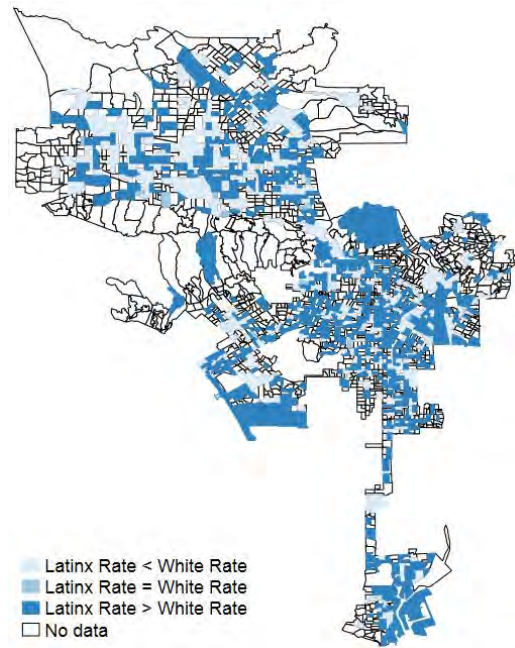 Latinx Rate < White Rate
Latinx Rate = White Rate
Latinx Rate > White Rate
No data